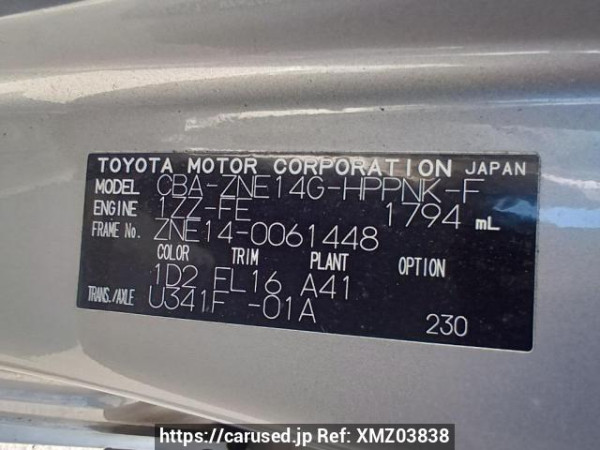 TOYOTA MOTOR CORPORATION JAPAN
MODEL CBA-ZNE14G-HPPNK-F
ENGINE 1ZZ-FE 1794 mL
FRAME No. ZNE14-0061448
COLOR TRIM PLANT OPTION
1D2 FL16 A41
TRANS./AXLE U341F -01A 230
https://carused.jp Ref: XMZ03838